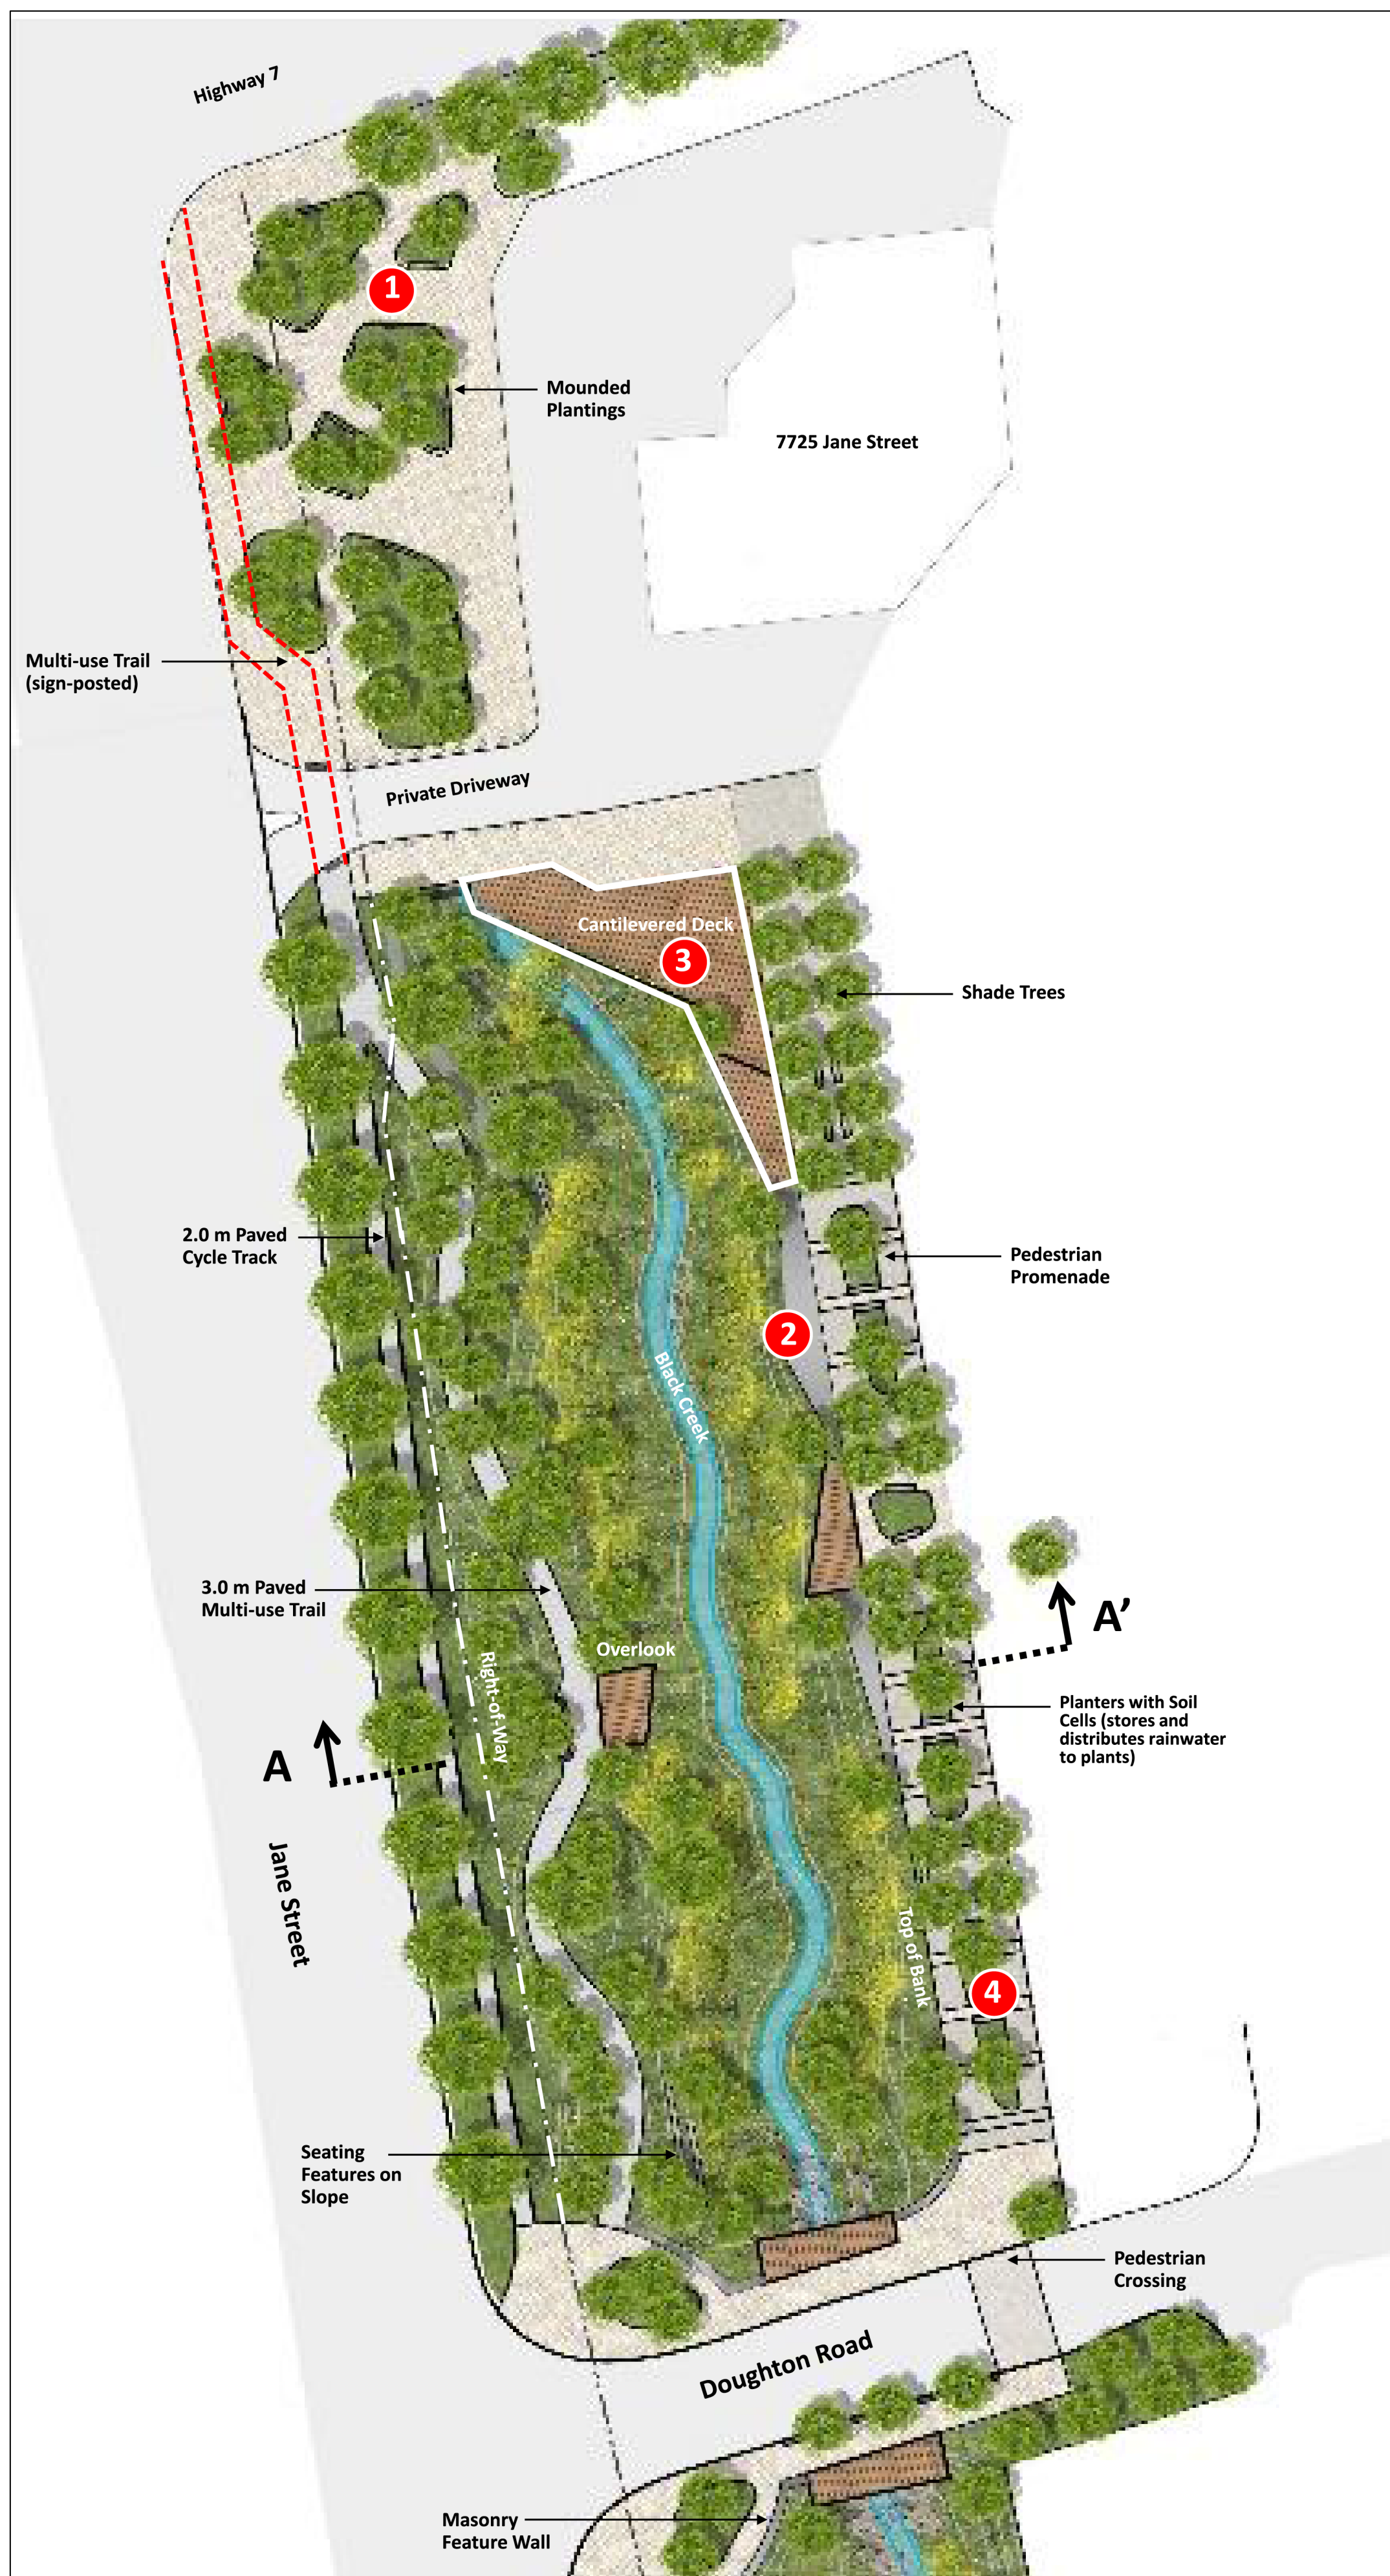 Highway 7
1
Mounded
Plantings
7725 Jane Street
Multi-use Trail
(sign-posted)
Private Driveway
Cantilevered Deck
3
Shade Trees
2.0 m Paved
Cycle Track
Pedestrian
Promenade
2
Black Creek
3.0 m Paved
Multi-use Trail
A’
Overlook
Right-of-Way
Planters with Soil
Cells (stores and
distributes rainwater
to plants)
A
Jane Street
Top of Bank
4
Seating
Features on
Slope
Pedestrian
Crossing
Doughton Road
Masonry
Feature Wall